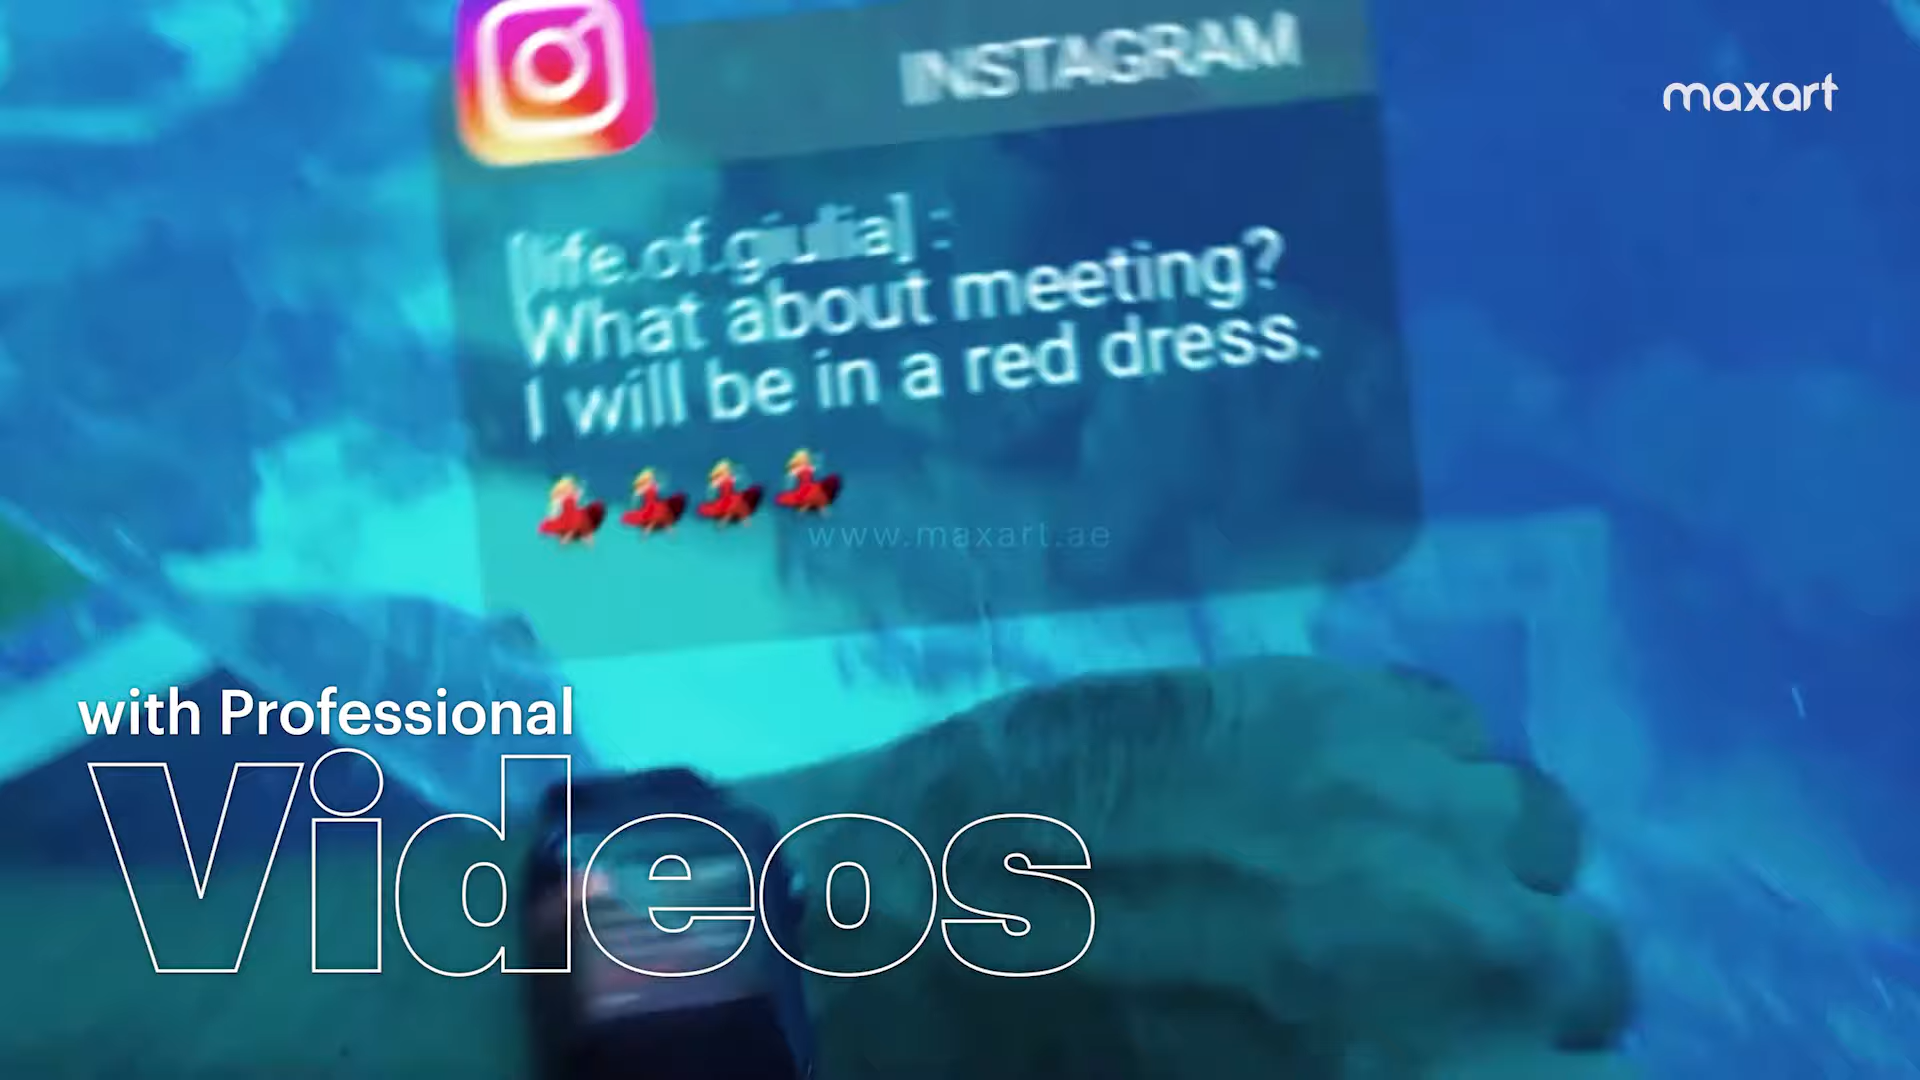 INSTAGRAM
maxart
[life.of.giulia] :
What about meeting?
I will be in a red dress.
www.maxart.ae
with Professional
Videos